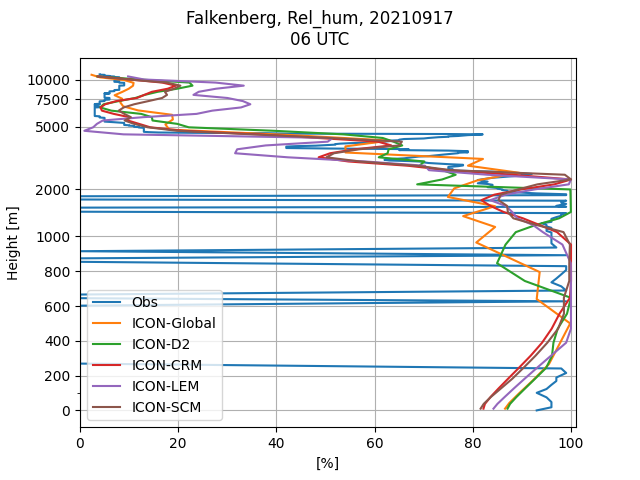 Falkenberg, Rel_hum, 20210917
06 UTC
Height [m]
10000
7500
5000
2000
1000
800
600
400
200
0
Obs
ICON-Global
ICON-D2
ICON-CRM
ICON-LEM
ICON-SCM
0 20 40 60 80 100
[%]